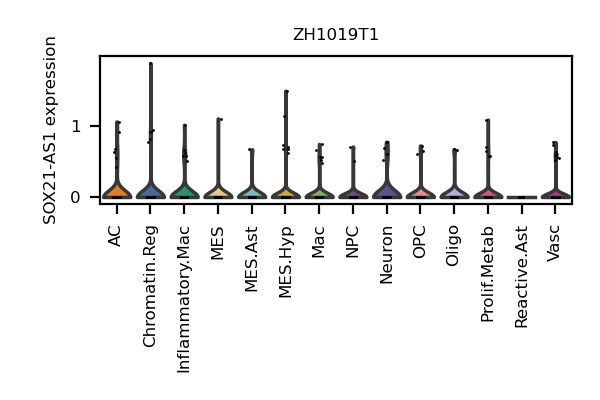 ZH1019T1
SOX21-AS1 expression
1
0
AC
Chromatin.Reg
Inflammatory.Mac
MES
MES.Ast
MES.Hyp
Mac
NPC
Neuron
OPC
Oligo
Prolif.Metab
Reactive.Ast
Vasc